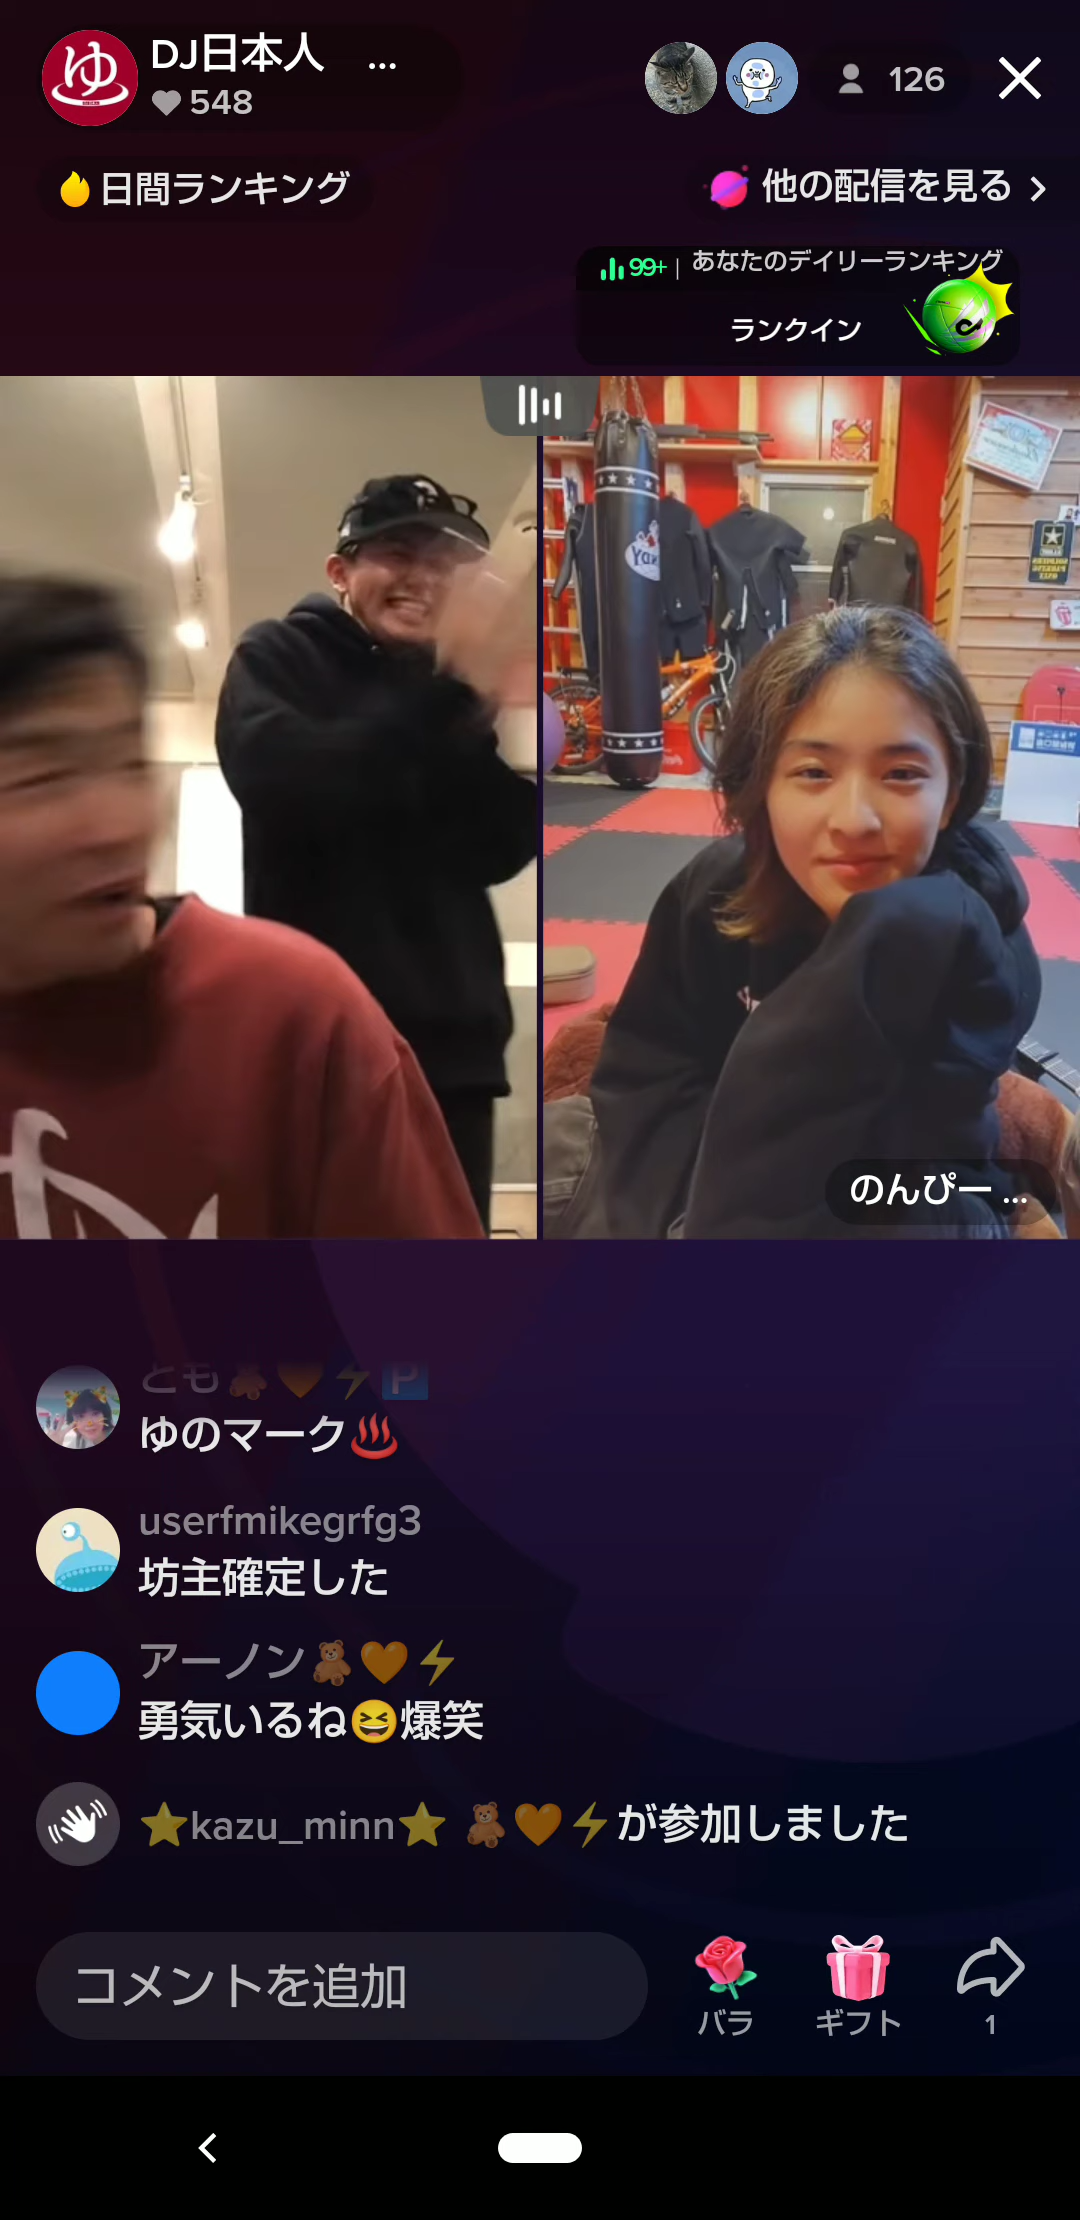 ゆ
DJ日本人 ...
548
126
日間ランキング
他の配信を見る
99+ | あなたのデイリーランキング
ランクイン
のんぴー ...
とも🧸🧡⚡🅿️
ゆのマーク♨️
userfmikegrfg3
坊主確定した
アーノン🧸🧡⚡
勇気いるね😆爆笑
⭐kazu_minn⭐ 🧸🧡⚡が参加しました
コメントを追加
バラ
ギフト
1